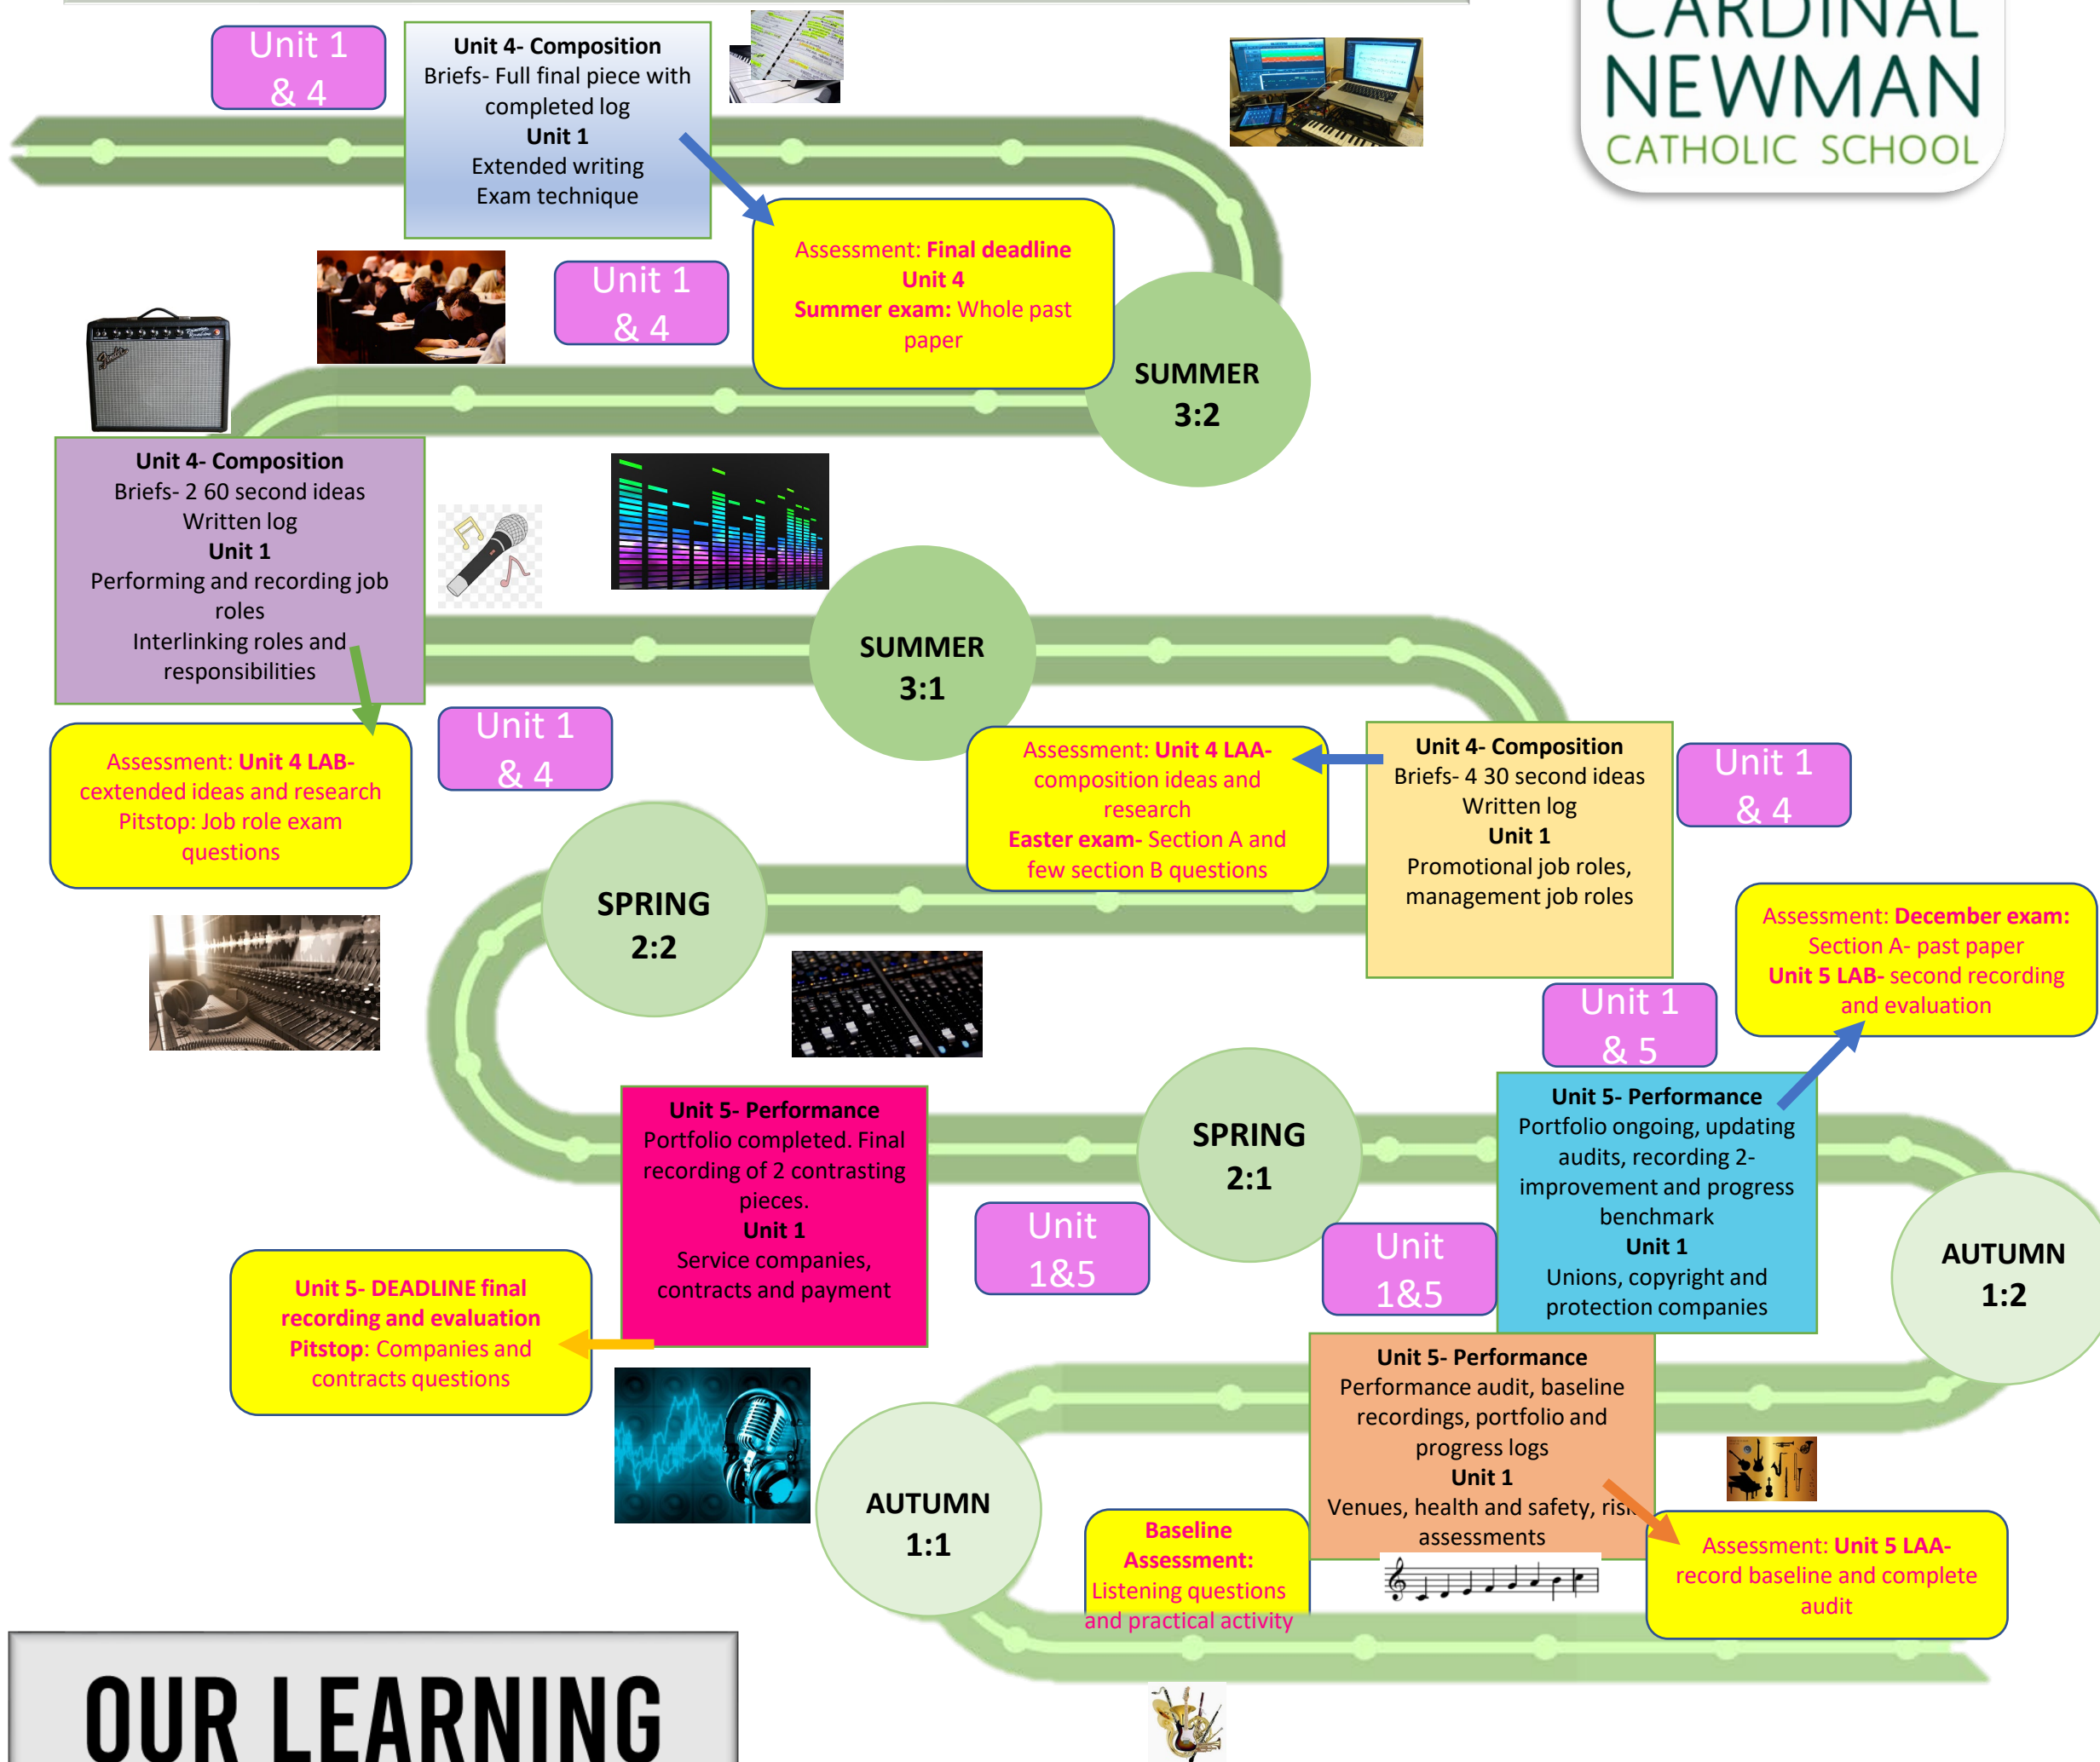 CARDINAL
NEWMAN
CATHOLIC SCHOOL
Unit 1
& 4
Unit 4- Composition
Briefs- Full final piece with
completed log
Unit 1
Extended writing
Exam technique
Assessment: Final deadline
Unit 4
Summer exam: Whole past
paper
Unit 1
& 4
SUMMER
3:2
Fender
Unit 4- Composition
Briefs- 2 60 second ideas
Written log
Unit 1
Performing and recording job
roles
Interlinking roles and
responsibilities
SUMMER
3:1
Assessment: Unit 4 LAB-
cextended ideas and research
Pitstop: Job role exam
questions
Unit 1
& 4
Assessment: Unit 4 LAA-
composition ideas and
research
Easter exam- Section A and
few section B questions
Unit 4- Composition
Briefs- 4 30 second ideas
Written log
Unit 1
Promotional job roles,
management job roles
Unit 1
& 4
SPRING
2:2
Assessment: December exam:
Section A- past paper
Unit 5 LAB- second recording
and evaluation
Unit 1
& 5
Unit 5- Performance
Portfolio completed. Final
recording of 2 contrasting
pieces.
Unit 1
Service companies,
contracts and payment
SPRING
2:1
Unit 5- Performance
Portfolio ongoing, updating
audits, recording 2-
improvement and progress
benchmark
Unit 1
Unions, copyright and
protection companies
Unit
1&5
Unit
1&5
AUTUMN
1:2
Unit 5- DEADLINE final
recording and evaluation
Pitstop: Companies and
contracts questions
Unit 5- Performance
Performance audit, baseline
recordings, portfolio and
progress logs
Unit 1
Venues, health and safety, risk
assessments
AUTUMN
1:1
Baseline
Assessment:
Listening questions
and practical activity
Assessment: Unit 5 LAA-
record baseline and complete
audit
OUR LEARNING